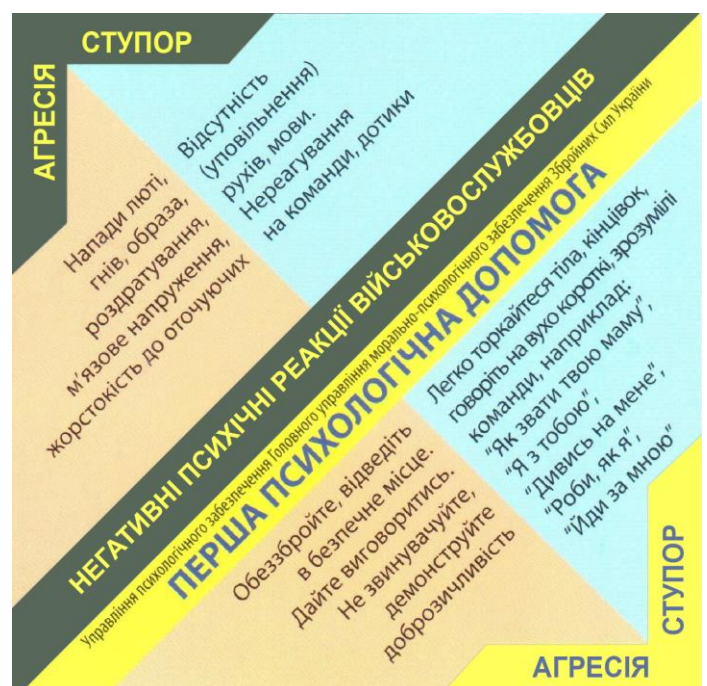 СТУПОР
АГРЕСІЯ
Відсутність
(уповільнення)
рухів, мови.
Нереагування
на команди, дотики
Напади люті,
гнів, образа,
роздратування,
м’язове напруження,
жорстокість до оточуючих
НЕГАТИВНІ ПСИХІЧНІ РЕАКЦІЇ ВІЙСЬКОВОСЛУЖБОВЦІВ
Управління психологічного забезпечення Головного управління морально-психологічного забезпечення Збройних Сил України
ПЕРША ПСИХОЛОГІЧНА ДОПОМОГА
Легко торкайтеся тіла, кінцівок,
говоріть на вухо короткі, зрозумілі
команди, наприклад:
“Як звати твою маму”,
“Я з тобою”,
“Дивись на мене”,
“Роби, як я”,
“Йди за мною”
Обеззбройте, відведіть
в безпечне місце.
Дайте виговоритись.
Не звинувачуйте,
демонструйте
доброзичливість
СТУПОР
АГРЕСІЯ